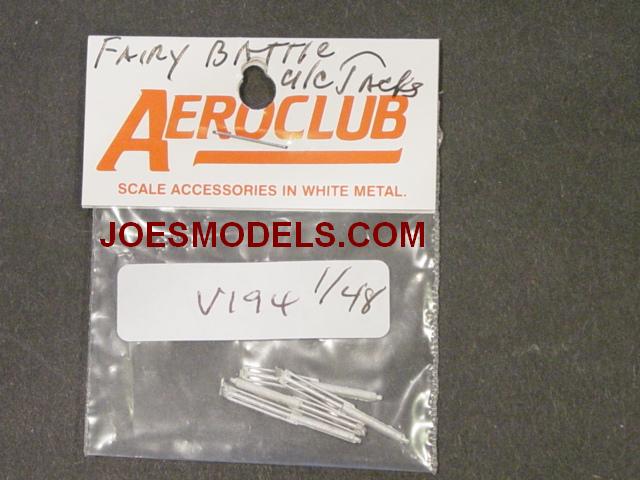 FAIRY BATTLE
U/C JACKS
AEROCLUB
SCALE ACCESSORIES IN WHITE METAL.
JOESMODELS.COM
V194 1/48